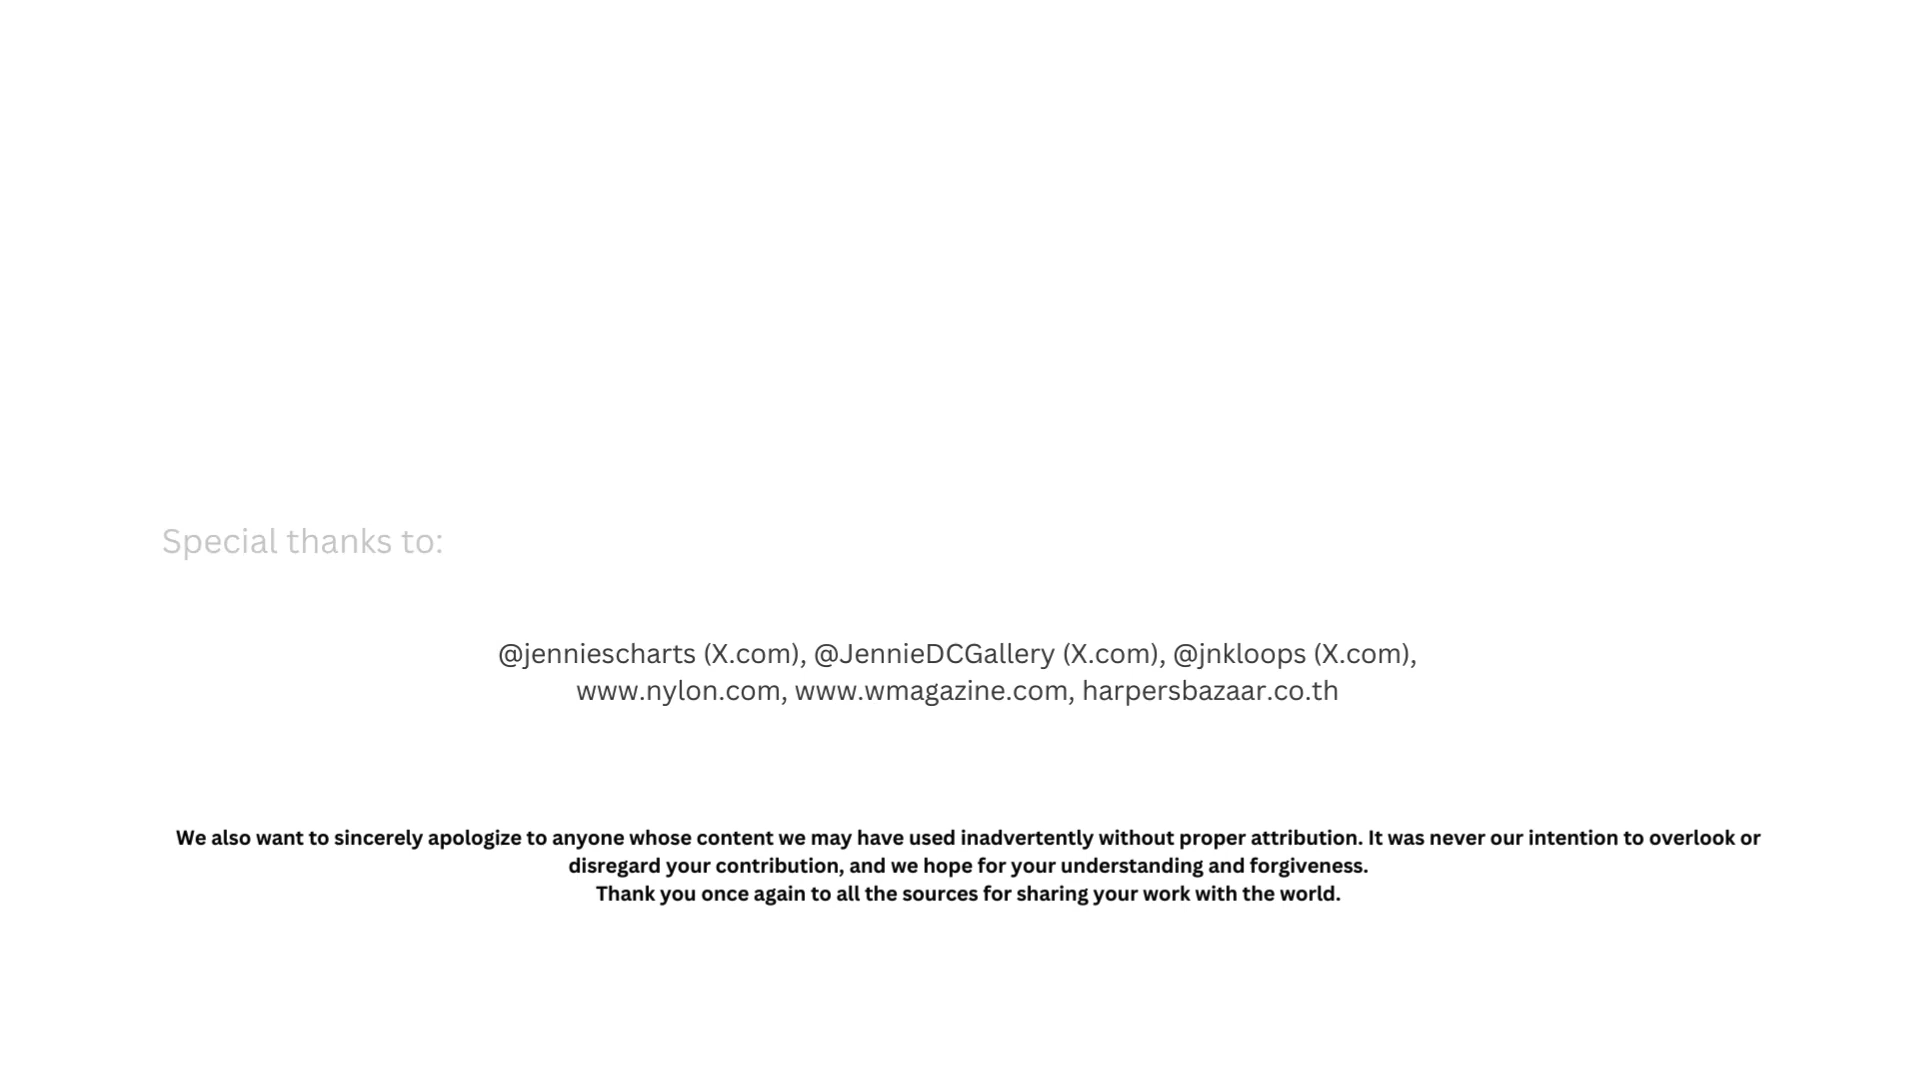 Special thanks to:
@jenniescharts (X.com), @JennieDCGallery (X.com), @jnkloops (X.com),
www.nylon.com, www.wmagazine.com, harpersbazaar.co.th
We also want to sincerely apologize to anyone whose content we may have used inadvertently without proper attribution. It was never our intention to overlook or
disregard your contribution, and we hope for your understanding and forgiveness.
Thank you once again to all the sources for sharing your work with the world.